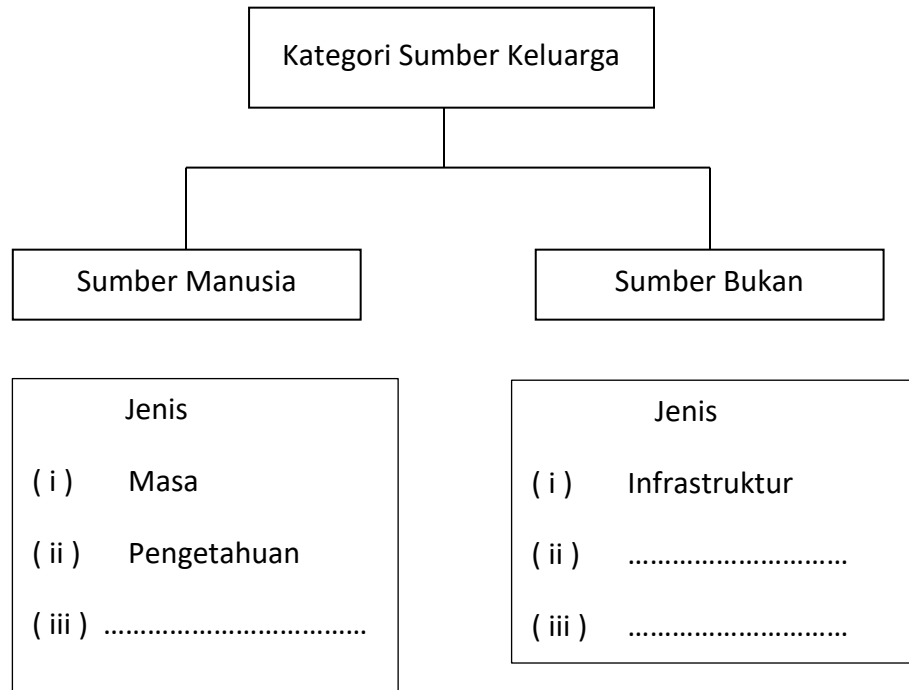 Kategori Sumber Keluarga
Sumber Manusia
Sumber Bukan
Jenis
( i ) Masa
( ii ) Pengetahuan
( iii ) ....................................
Jenis
( i ) Infrastruktur
( ii ) ..............................
( iii ) ..............................